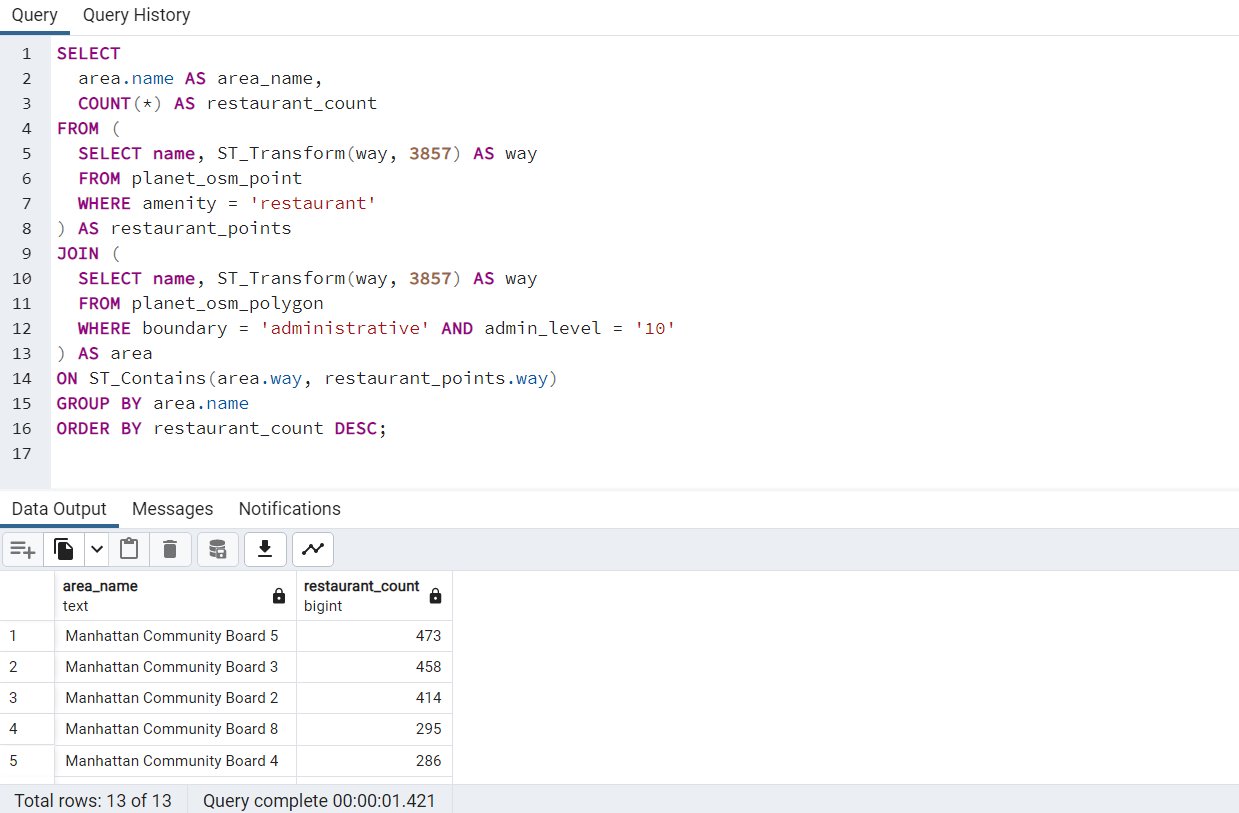 Query Query History
1 SELECT
2 area.name AS area_name,
3 COUNT(*) AS restaurant_count
4 FROM (
5 SELECT name, ST_Transform(way, 3857) AS way
6 FROM planet_osm_point
7 WHERE amenity = 'restaurant'
8 ) AS restaurant_points
9 JOIN (
10 SELECT name, ST_Transform(way, 3857) AS way
11 FROM planet_osm_polygon
12 WHERE boundary = 'administrative' AND admin_level = '10'
13 ) AS area
14 ON ST_Contains(area.way, restaurant_points.way)
15 GROUP BY area.name
16 ORDER BY restaurant_count DESC;
17
Data Output Messages Notifications
area_name restaurant_count
text bigint
1 Manhattan Community Board 5 473
2 Manhattan Community Board 3 458
3 Manhattan Community Board 2 414
4 Manhattan Community Board 8 295
5 Manhattan Community Board 4 286
Total rows: 13 of 13 Query complete 00:00:01.421